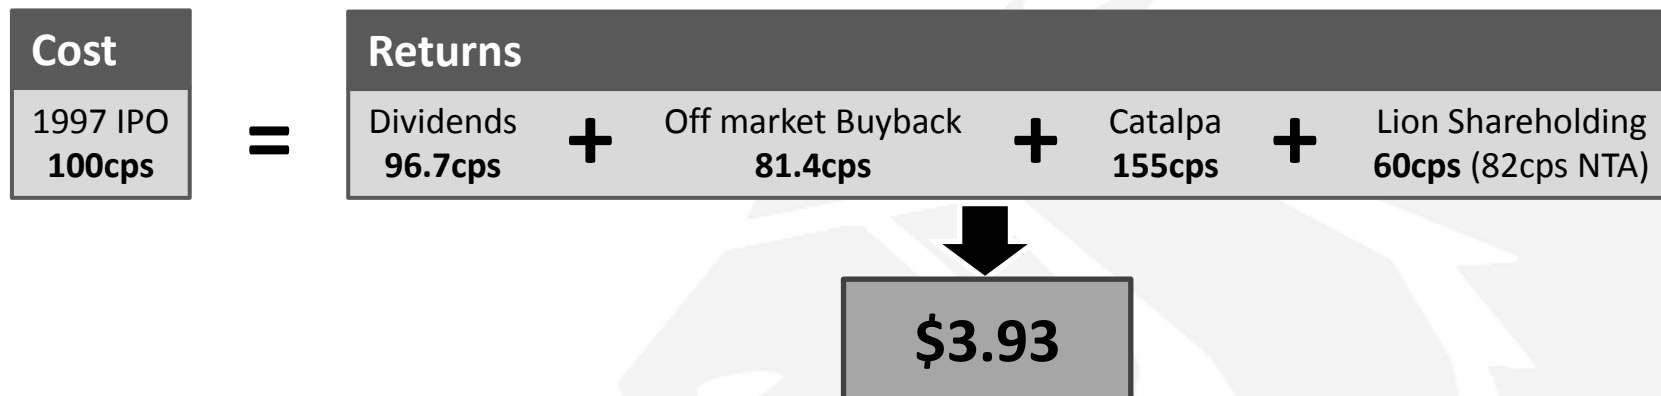 Cost
1997 IPO
100cps
=
Returns
Dividends
96.7cps
+
Off market Buyback
81.4cps
+
Catalpa
155cps
+
Lion Shareholding
60cps (82cps NTA)
$3.93